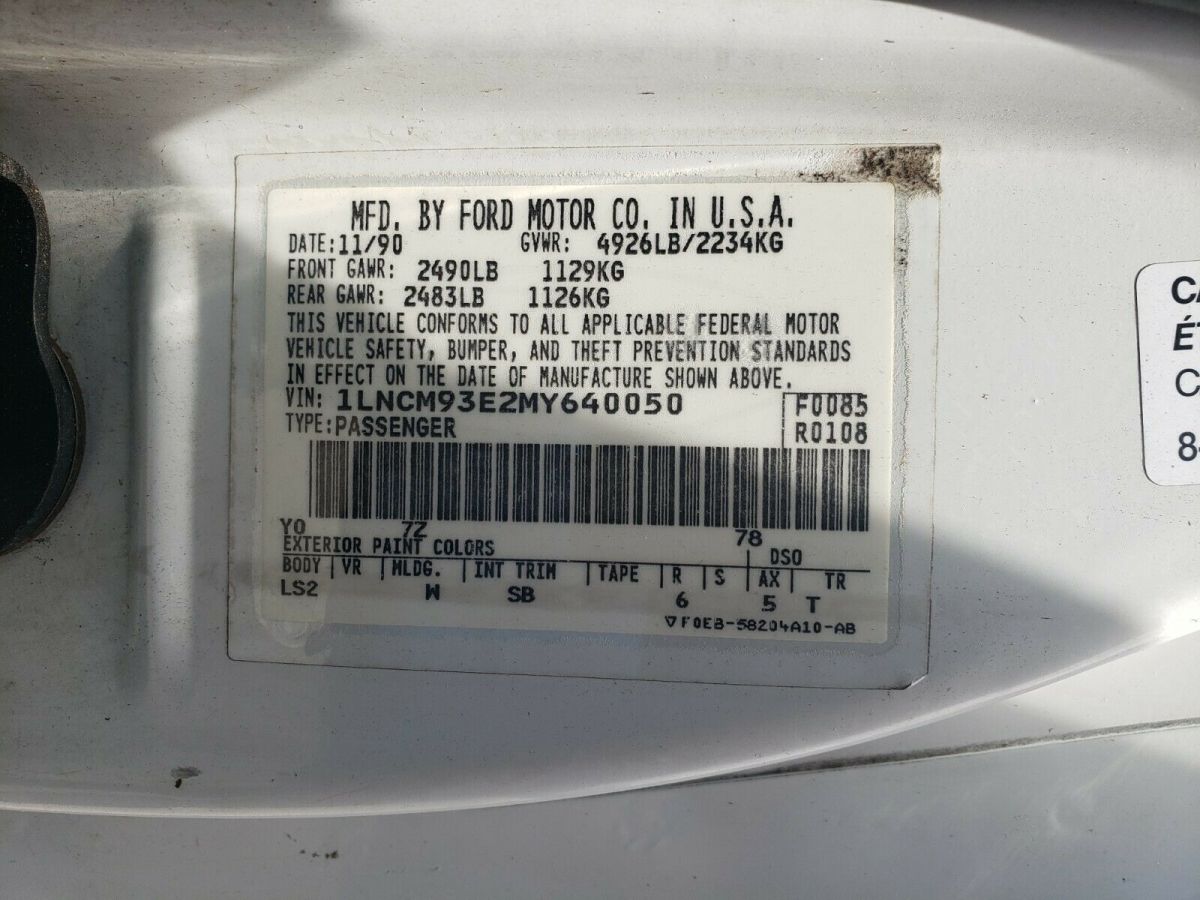 MFD. BY FORD MOTOR CO. IN U.S.A.
DATE: 11/90 GVWR: 4926LB/2234KG
FRONT GAWR: 2490LB 1129KG
REAR GAWR: 2483LB 1126KG
THIS VEHICLE CONFORMS TO ALL APPLICABLE FEDERAL MOTOR
VEHICLE SAFETY, BUMPER, AND THEFT PREVENTION STANDARDS
IN EFFECT ON THE DATE OF MANUFACTURE SHOWN ABOVE.
VIN: 1LNCM93E2MY640050 F0085
TYPE: PASSENGER R0108
YO 7Z 78
EXTERIOR PAINT COLORS DSO
BODY VR MLDG. INT TRIM TAPE R S AX TR
LS2 W SB 6 5 T
▽ F0EB-58204A10-AB